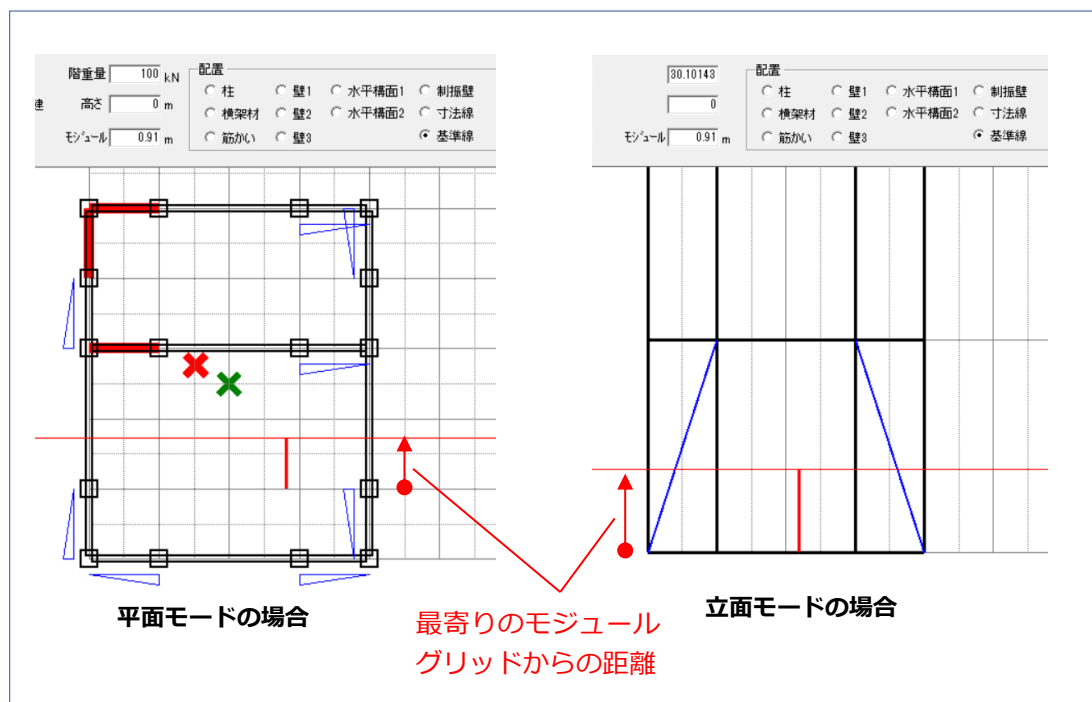 階重量 100 kN
配置
柱 壁1 水平構面1 制振壁
高さ 0 m
横架材 壁2 水平構面2 寸法線
モジュール 0.91 m
筋かい 壁3 基準線
平面モードの場合
30.10143
配置
柱 壁1 水平構面1 制振壁
0
横架材 壁2 水平構面2 寸法線
モジュール 0.91 m
筋かい 壁3 基準線
立面モードの場合
最寄りのモジュール
グリッドからの距離